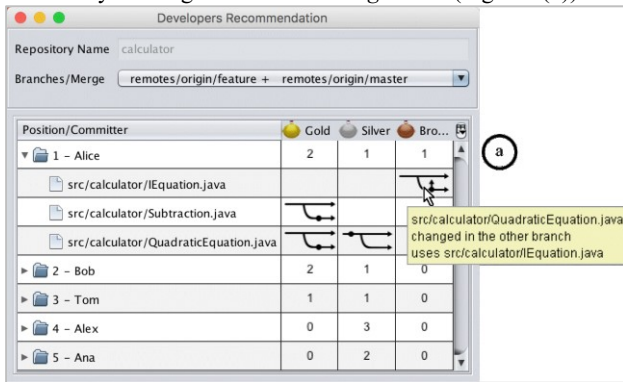 Developers Recommendation
Repository Name calculator
Branches/Merge remotes/origin/feature + remotes/origin/master
Position/Committer Gold Silver Bro...
1 - Alice 2 1 1
a
src/calculator/IEquation.java
src/calculator/Subtraction.java
src/calculator/QuadraticEquation.java
src/calculator/QuadraticEquation.java
changed in the other branch
uses src/calculator/IEquation.java
2 - Bob 2 1 0
3 - Tom 1 1 0
4 - Alex 0 3 0
5 - Ana 0 2 0